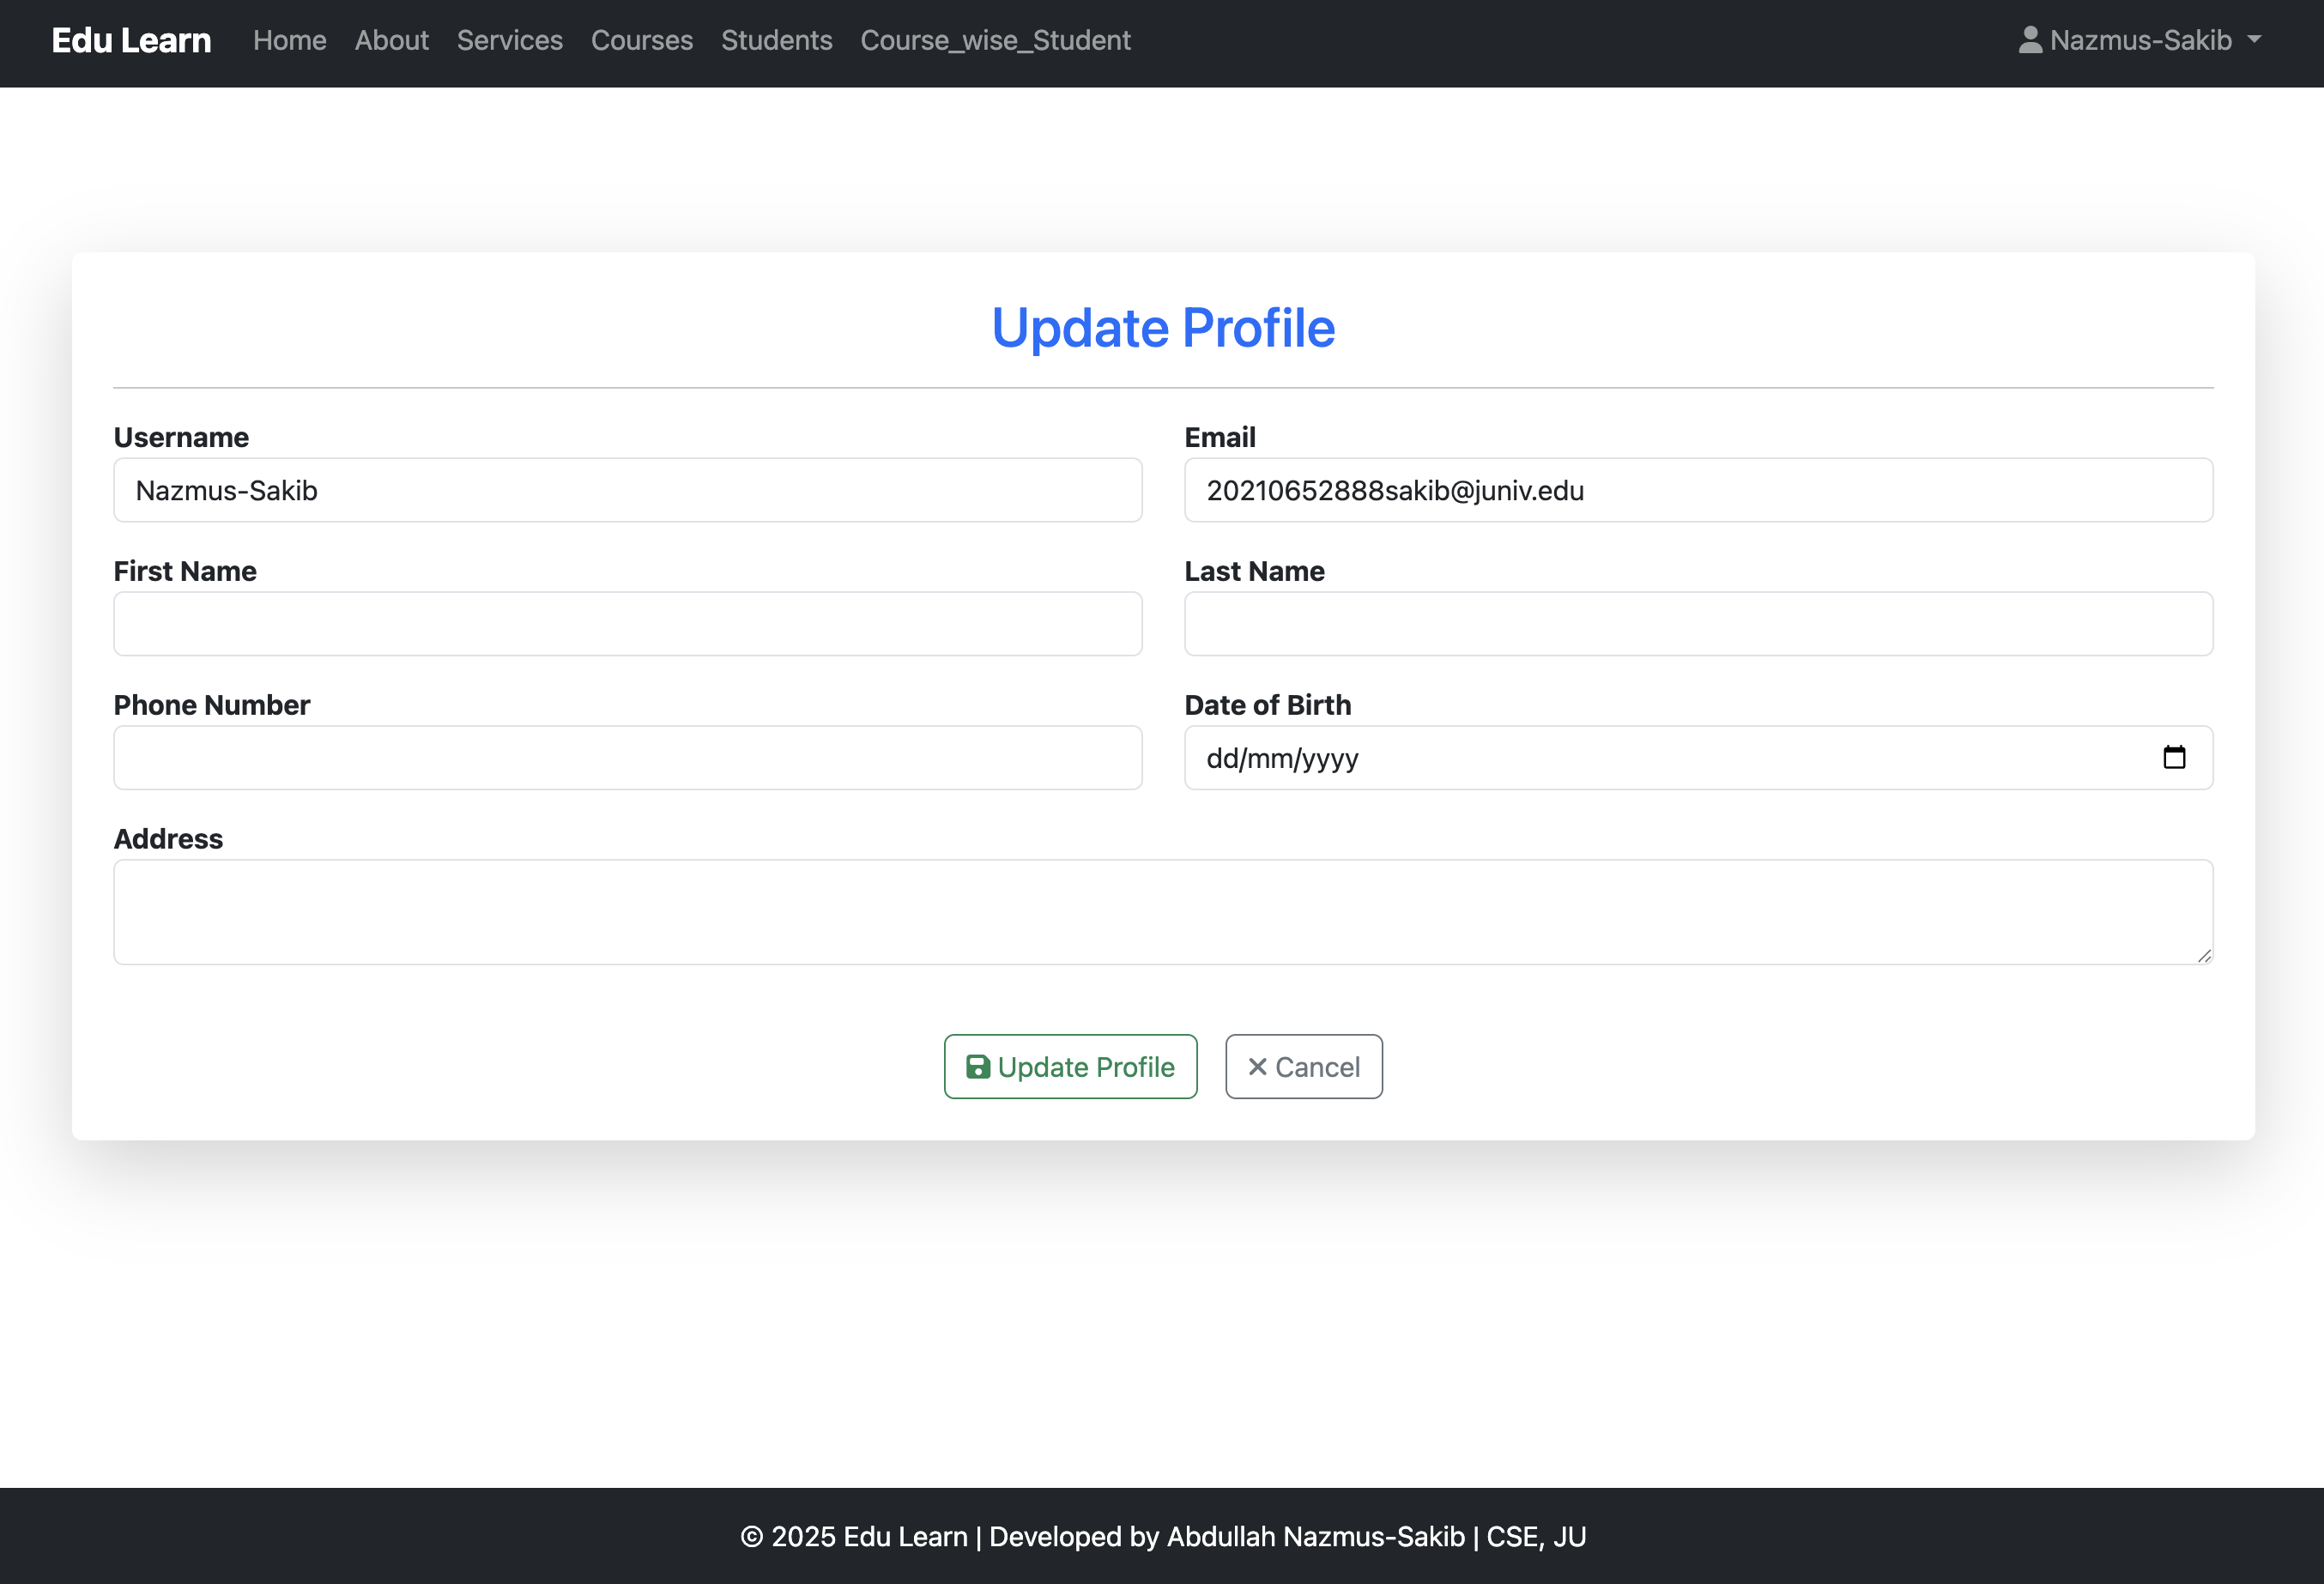 Edu Learn Home About Services Courses Students Course_wise_Student Nazmus-Sakib
Update Profile
Username Email
Nazmus-Sakib 20210652888sakib@juniv.edu
First Name Last Name
Phone Number Date of Birth
dd/mm/yyyy
Address
Update Profile Cancel
© 2025 Edu Learn | Developed by Abdullah Nazmus-Sakib | CSE, JU